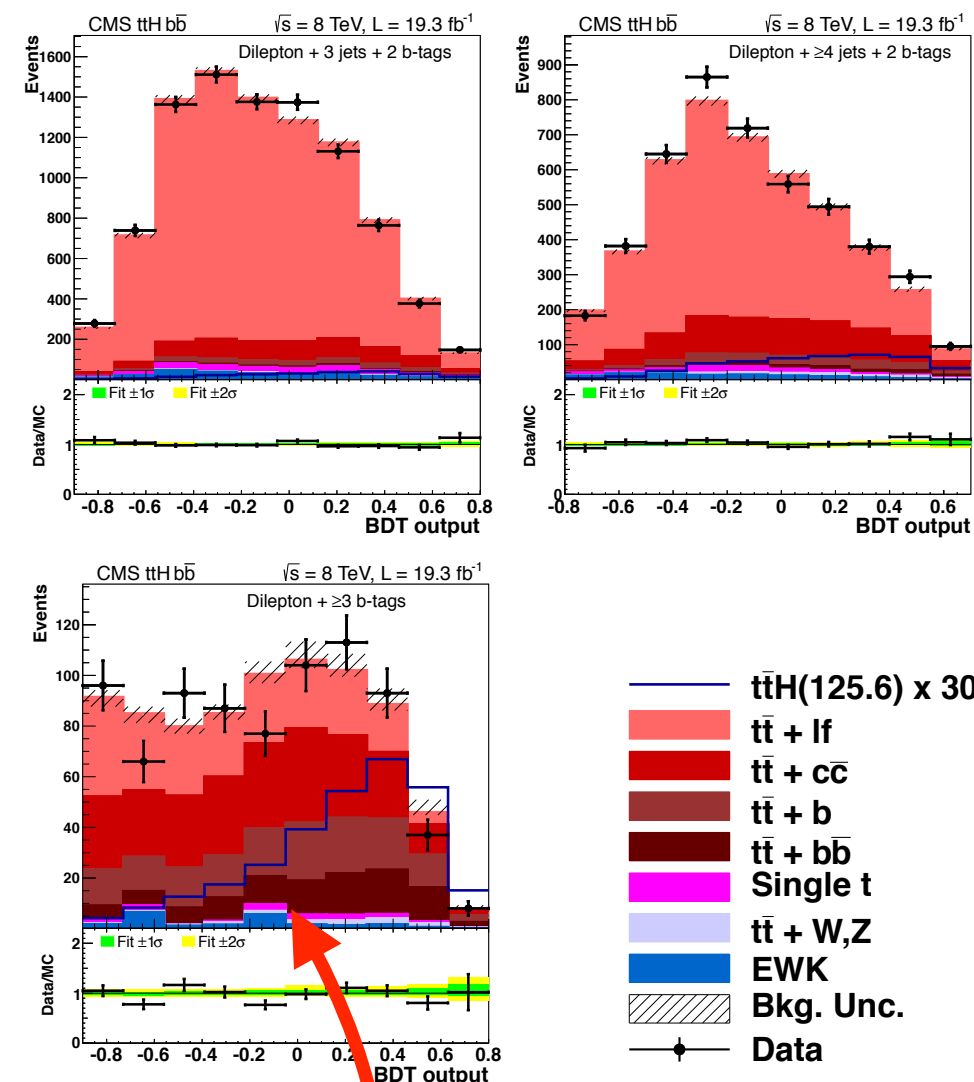 CMS ttH bb̅ √s = 8 TeV, L = 19.3 fb⁻¹
Dilepton + 3 jets + 2 b-tags
Events
1600
1400
1200
1000
800
600
400
200
Fit ±1σ Fit ±2σ
Data/MC
2
1
0
-0.8 -0.6 -0.4 -0.2 0 0.2 0.4 0.6 0.8
BDT output
CMS ttH bb̅ √s = 8 TeV, L = 19.3 fb⁻¹
Dilepton + ≥4 jets + 2 b-tags
Events
900
800
700
600
500
400
300
200
100
Fit ±1σ Fit ±2σ
Data/MC
2
1
0
-0.8 -0.6 -0.4 -0.2 0 0.2 0.4 0.6
BDT output
CMS ttH bb̅ √s = 8 TeV, L = 19.3 fb⁻¹
Dilepton + ≥3 b-tags
Events
120
100
80
60
40
20
Fit ±1σ Fit ±2σ
Data/MC
2
1
0
-0.8 -0.6 -0.4 -0.2 0 0.2 0.4 0.6 0.8
BDT output
tt̅H(125.6) x 30
tt̅ + lf
tt̅ + cc̅
tt̅ + b
tt̅ + bb̅
Single t
tt̅ + W,Z
EWK
Bkg. Unc.
Data